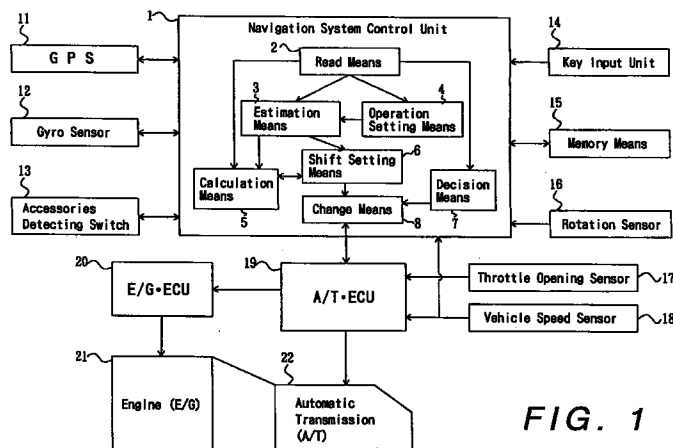 1
Navigation System Control Unit
2
Read Means
3
Estimation
Means
4
Operation
Setting Means
Shift Setting
Means
6
Calculation
Means
5
Decision
Means
7
Change Means
8
11
G P S
12
Gyro Sensor
13
Accessories
Detecting Switch
14
Key Input Unit
15
Memory Means
16
Rotation Sensor
20
E/G•ECU
19
A/T•ECU
Throttle Opening Sensor
17
Vehicle Speed Sensor
18
21
Engine (E/G)
22
Automatic
Transmission
(A/T)
FIG. 1